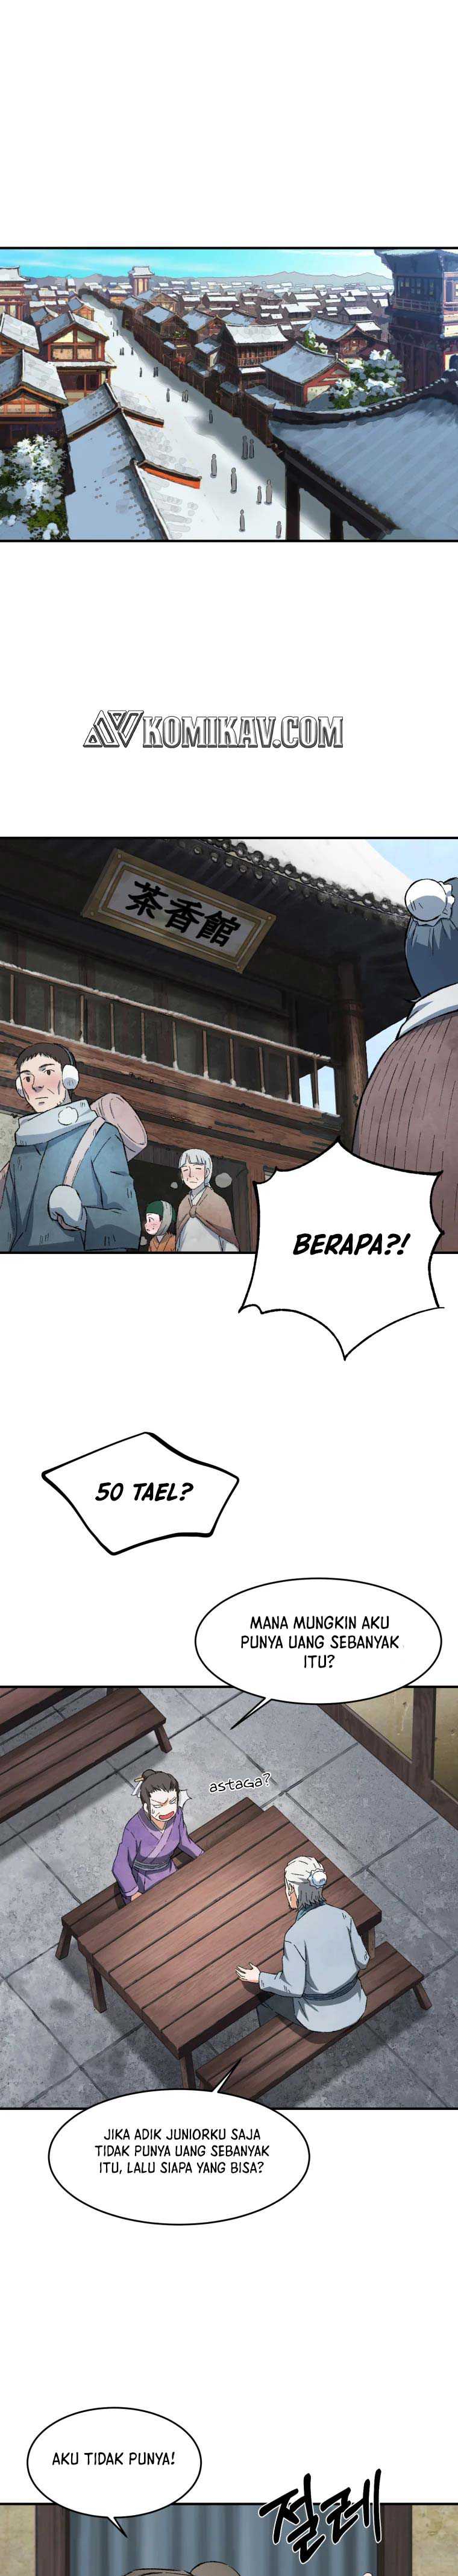 KOMIKAV.COM
茶香館
BERAPA?!
50 TAEL?
MANA MUNGKIN AKU
PUNYA UANG SEBANYAK
ITU?
astaga?
JIKA ADIK JUNIORKU SAJA
TIDAK PUNYA UANG SEBANYAK
ITU, LALU SIAPA YANG BISA?
AKU TIDAK PUNYA!
절레